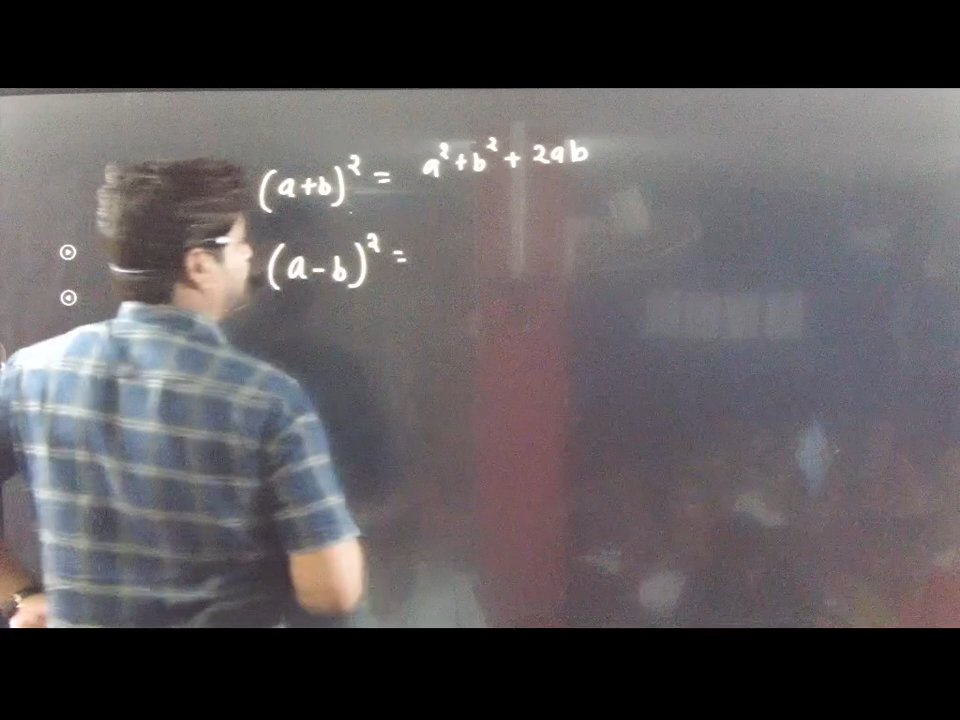 (a+b)² = a²+b²+2ab
(a-b)² =